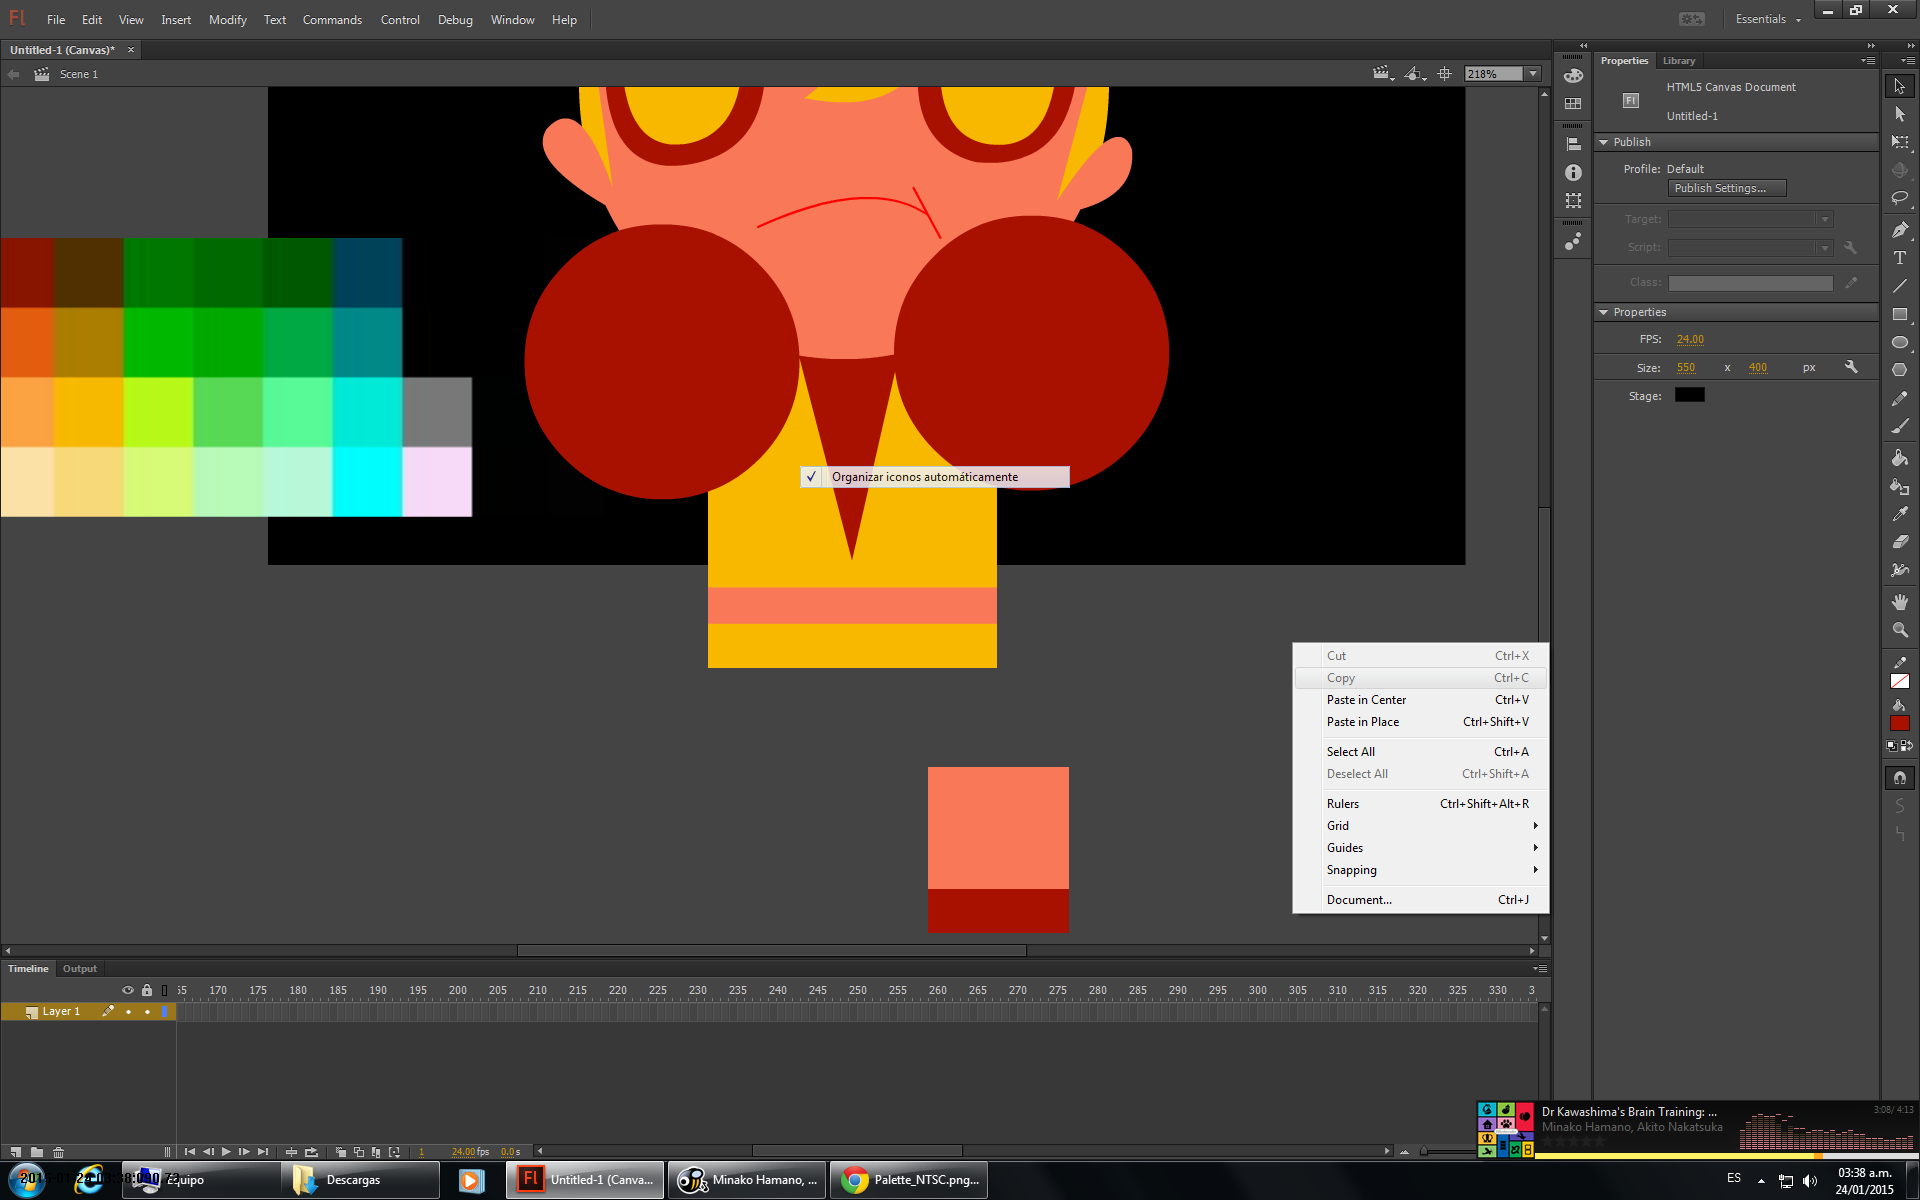 Fl File Edit View Insert Modify Text Commands Control Debug Window Help Essentials
Untitled-1 (Canvas)* ×
Scene 1 218%
Properties Library
HTML5 Canvas Document
Fl
Untitled-1
Publish
Profile: Default
Publish Settings...
Target:
Script:
Class:
Properties
FPS: 24.00
Size: 550 x 400 px
Stage:
✓ Organizar iconos automáticamente
Cut Ctrl+X
Copy Ctrl+C
Paste in Center Ctrl+V
Paste in Place Ctrl+Shift+V
Select All Ctrl+A
Deselect All Ctrl+Shift+A
Rulers Ctrl+Shift+Alt+R
Grid
Guides
Snapping
Document... Ctrl+J
Timeline Output
65 170 175 180 185 190 195 200 205 210 215 220 225 230 235 240 245 250 255 260 265 270 275 280 285 290 295 300 305 310 315 320 325 330 3
Layer 1
1 24.00 fps 0.0 s
Dr Kawashima's Brain Training: ... 3:08/ 4:13
Minako Hamano, Akito Nakatsuka
Equipo
Descargas
Fl Untitled-1 (Canva...
Minako Hamano, ...
Palette_NTSC.png...
ES
03:38 a.m.
24/01/2015